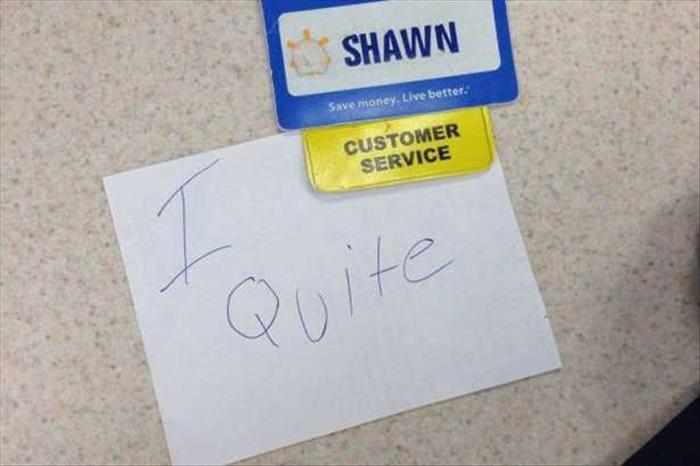 SHAWN
Save money. Live better.
CUSTOMER
SERVICE
I
Quite